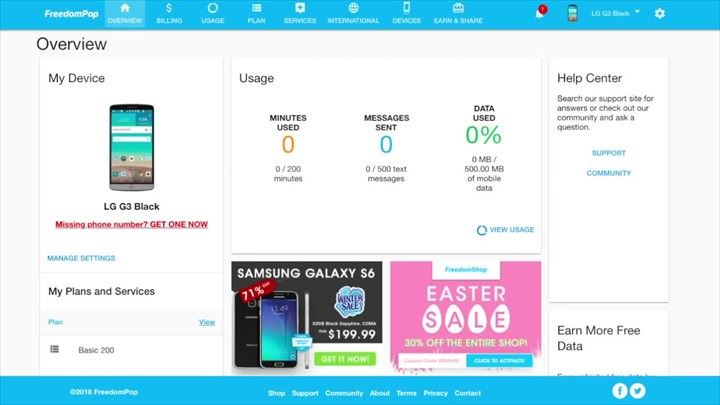 FreedomPop
OVERVIEW
BILLING
USAGE
PLAN
SERVICES
INTERNATIONAL
DEVICES
EARN & SHARE
LG G3 Black
Overview
My Device
LG G3 Black
Missing phone number? GET ONE NOW
MANAGE SETTINGS
My Plans and Services
Plan
View
Basic 200
Usage
MINUTES
USED
0
0 / 200
minutes
MESSAGES
SENT
0
0 / 500 text
messages
DATA
USED
0%
0 MB /
500.00 MB
of mobile
data
VIEW USAGE
SAMSUNG GALAXY S6
71% OFF
WINTER
SALE
32GB Black Sapphire, CDMA
Only $199.99
GET IT NOW!
FreedomShop
EASTER
SALE
30% OFF THE ENTIRE SHOP!
CLICK TO ACTIVATE!
Help Center
Search our support site for
answers or check out our
community and ask a
question.
SUPPORT
COMMUNITY
Earn More Free
Data
©2018 FreedomPop
Shop
Support
Community
About
Terms
Privacy
Contact